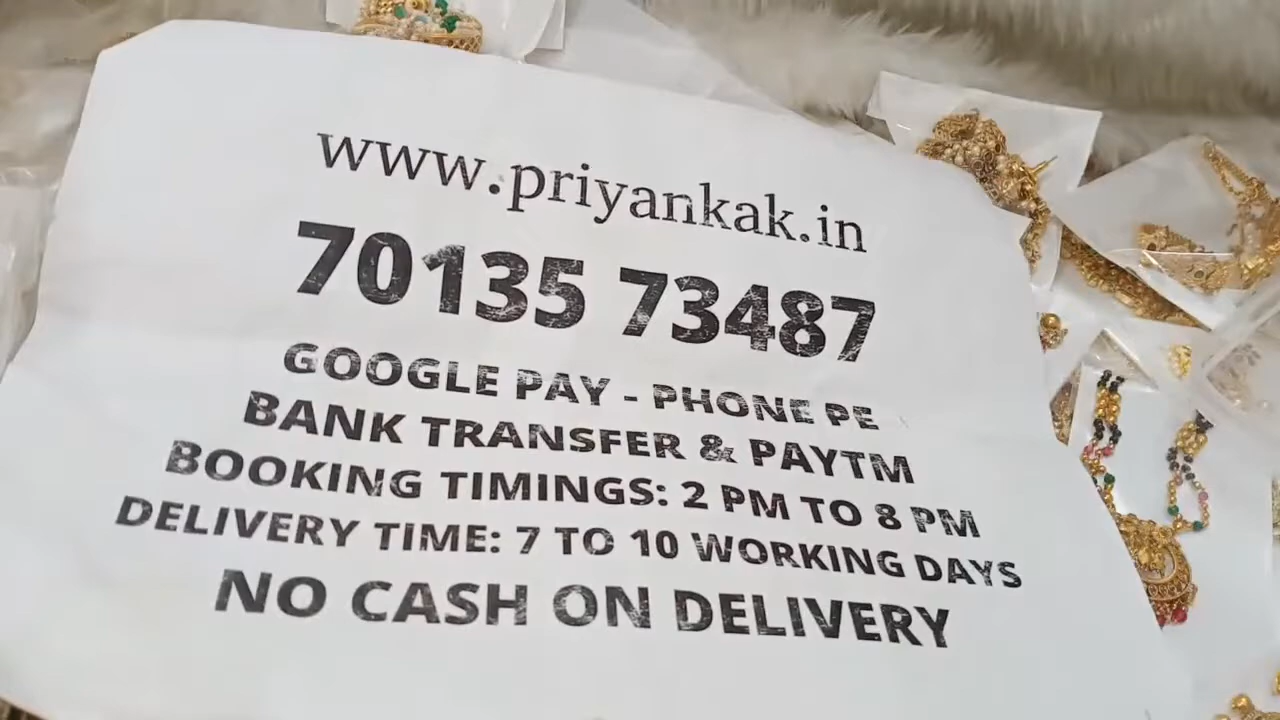 www.priyankak.in
70135 73487
GOOGLE PAY - PHONE PE
BANK TRANSFER & PAYTM
BOOKING TIMINGS: 2 PM TO 8 PM
DELIVERY TIME: 7 TO 10 WORKING DAYS
NO CASH ON DELIVERY